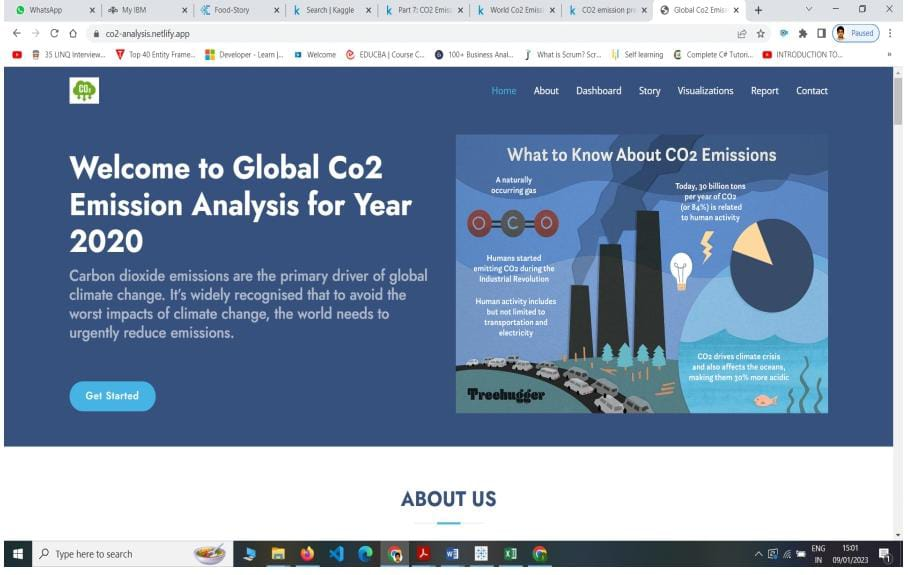 WhatsApp
My IBM
Food-Story
Search | Kaggle
Part 7: CO2 Emiss
World Co2 Emissi
CO2 emission pre
Global Co2 Emiss
co2-analysis.netlify.app
Paused
35 LINQ Interview...
Top 40 Entity Frame...
Developer - Learn |...
Welcome
EDUCBA | Course C...
100+ Business Anal...
What is Scrum? Scr...
Self learning
Complete C# Tutori...
INTRODUCTION TO...
»
CO₂
Home
About
Dashboard
Story
Visualizations
Report
Contact
Welcome to Global Co2
Emission Analysis for Year
2020
Carbon dioxide emissions are the primary driver of global
climate change. It's widely recognised that to avoid the
worst impacts of climate change, the world needs to
urgently reduce emissions.
Get Started
What to Know About CO2 Emissions
A naturally
occurring gas
O=C=O
Humans started
emitting CO2 during the
Industrial Revolution
Human activity includes
but not limited to
transportation and
electricity
Today, 30 billion tons
per year of CO2
(or 84%) is related
to human activity
CO2 drives climate crisis
and also affects the oceans,
making them 30% more acidic
Treehugger
ABOUT US
Type here to search
ENG
IN
15:01
09/01/2023
1